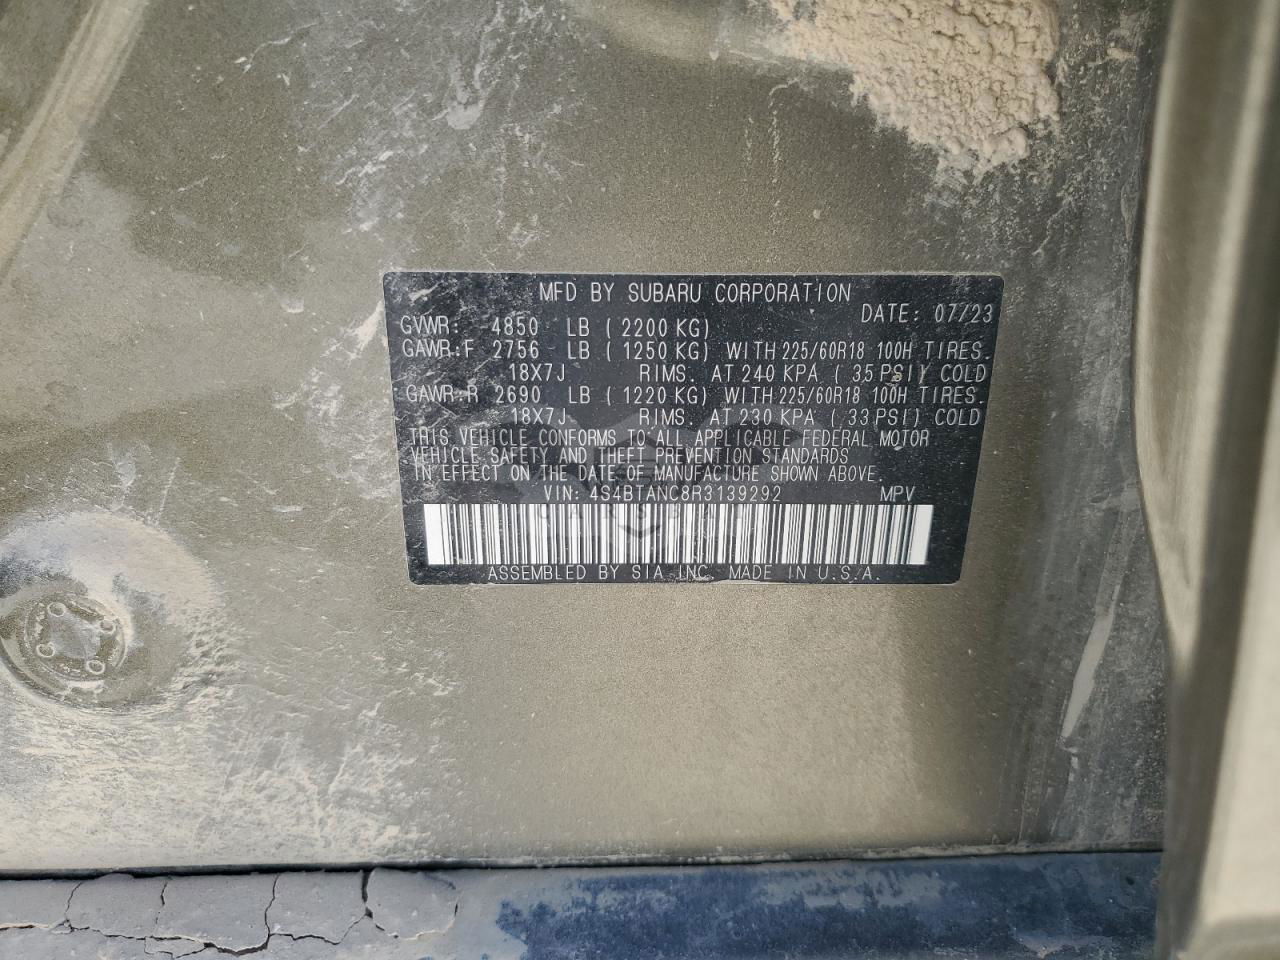 MFD BY SUBARU CORPORATION
DATE: 07/23
GVWR: 4850 LB ( 2200 KG)
GAWR:F 2756 LB ( 1250 KG) WITH 225/60R18 100H TIRES.
18X7J RIMS. AT 240 KPA ( 35 PSI) COLD
GAWR:R 2690 LB ( 1220 KG) WITH 225/60R18 100H TIRES.
18X7J RIMS. AT 230 KPA ( 33 PSI) COLD
THIS VEHICLE CONFORMS TO ALL APPLICABLE FEDERAL MOTOR
VEHICLE SAFETY AND THEFT PREVENTION STANDARDS
IN EFFECT ON THE DATE OF MANUFACTURE SHOWN ABOVE.
VIN: 4S4BTANC8R3139292 MPV
ASSEMBLED BY SIA INC. MADE IN U.S.A.